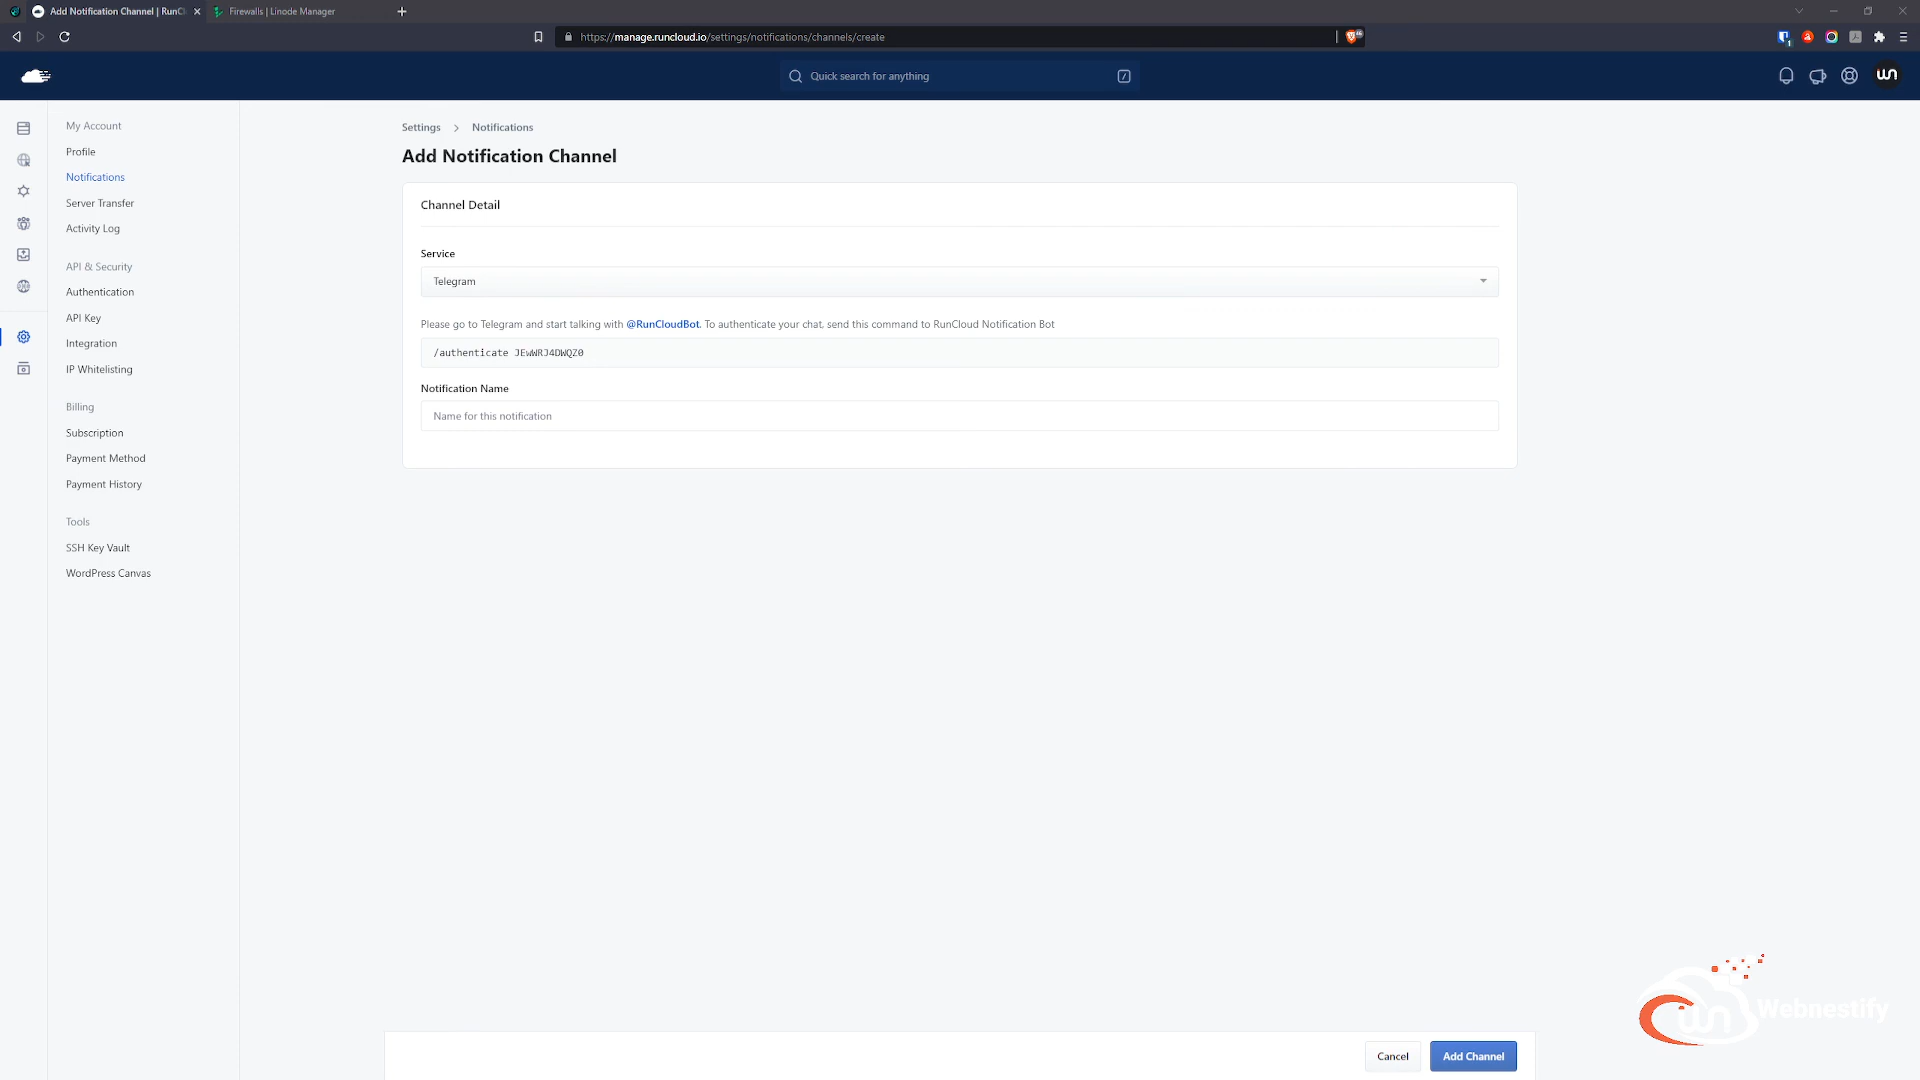 Add Notification Channel | RunCl
Firewalls | Linode Manager
https://manage.runcloud.io/settings/notifications/channels/create
Quick search for anything
wn
My Account
Profile
Notifications
Server Transfer
Activity Log
API & Security
Authentication
API Key
Integration
IP Whitelisting
Billing
Subscription
Payment Method
Payment History
Tools
SSH Key Vault
WordPress Canvas
Settings > Notifications
Add Notification Channel
Channel Detail
Service
Telegram
Please go to Telegram and start talking with @RunCloudBot. To authenticate your chat, send this command to RunCloud Notification Bot
/authenticate JEwWRJ4DWQZ0
Notification Name
Name for this notification
Cancel
Add Channel
wn
Webnestify